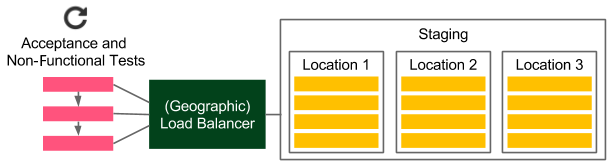 Acceptance and
Non-Functional Tests
(Geographic)
Load Balancer
Staging
Location 1
Location 2
Location 3